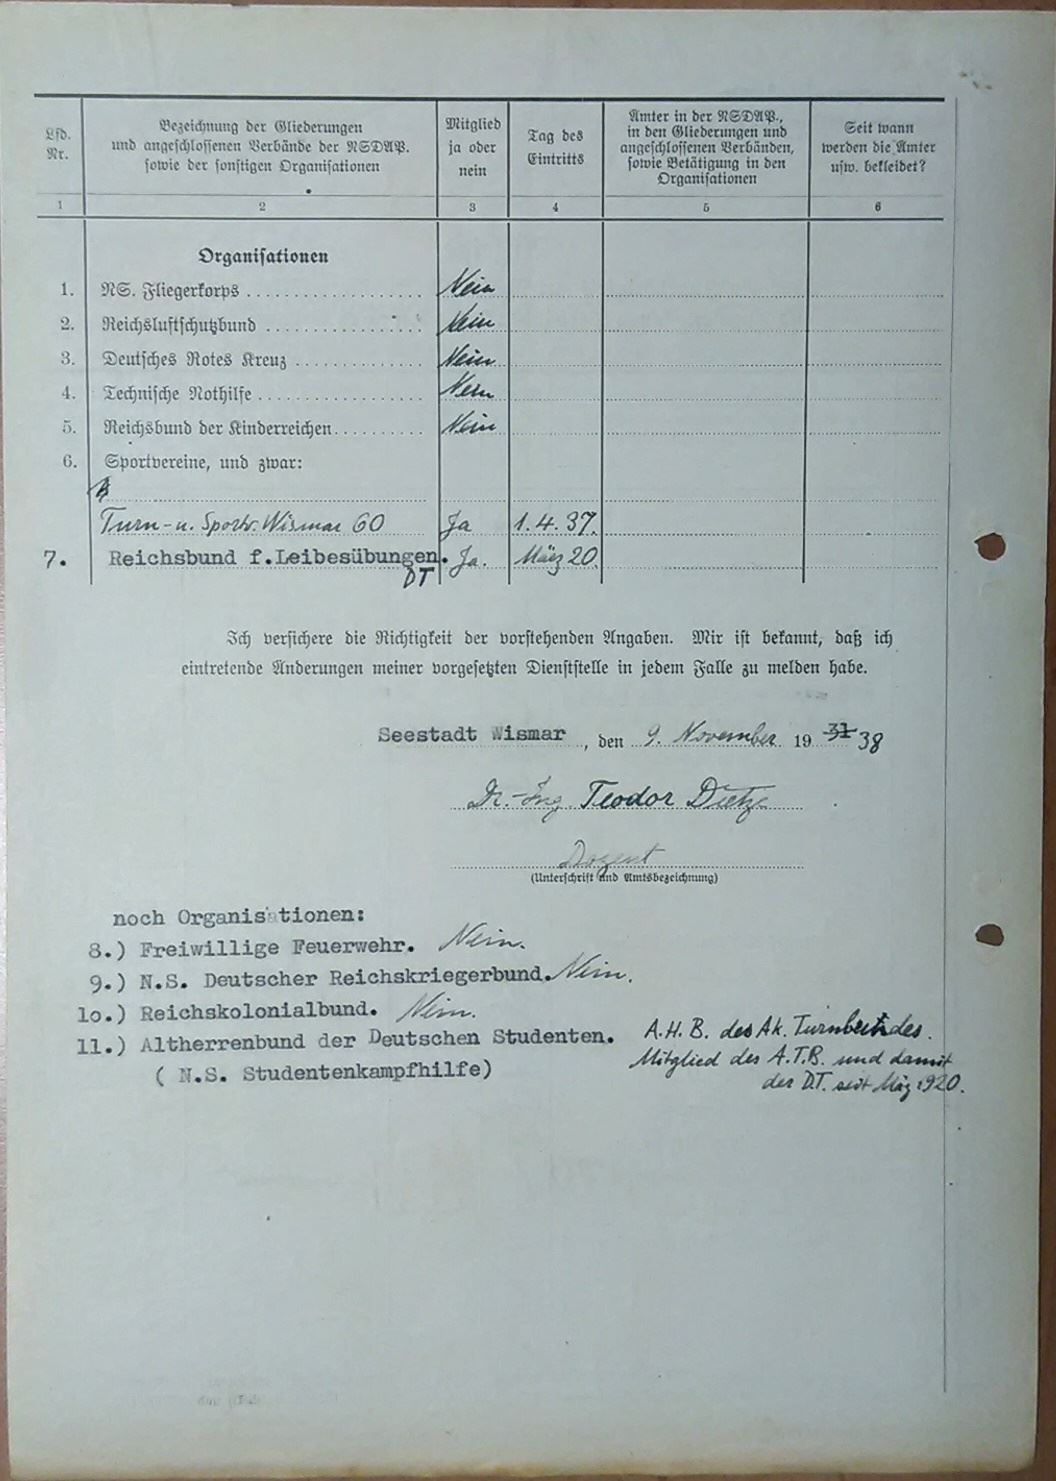 Lfd. Nr.
Bezeichnung der Gliederungen
und angeschlossenen Verbände der NSDAP.
sowie der sonstigen Organisationen
Mitglied
ja oder
nein
Tag des
Eintritts
Ämter in der NSDAP.,
in den Gliederungen und
angeschlossenen Verbänden,
sowie Betätigung in den
Organisationen
Seit wann
werden die Ämter
usw. bekleidet?
1 2 3 4 5 6
Organisationen
1. NS. Fliegerkorps Nein
2. Reichsluftschutzbund Nein
3. Deutsches Rotes Kreuz Nein
4. Technische Nothilfe Nein
5. Reichsbund der Kinderreichen Nein
6. Sportvereine, und zwar:
Turn- u. Sportv. Wismar 60 Ja 1. 4. 37.
7. Reichsbund f. Leibesübungen. Ja. März 20.
DT
Ich versichere die Richtigkeit der vorstehenden Angaben. Mir ist bekannt, daß ich
eintretende Änderungen meiner vorgesetzten Dienststelle in jedem Falle zu melden habe.
Seestadt Wismar, den 9. November 19 31 38
Dr.-Ing. Teodor Dietze
Dozent
(Unterschrift und Amtsbezeichnung)
noch Organisationen:
8.) Freiwillige Feuerwehr. Nein.
9.) N.S. Deutscher Reichskriegerbund. Nein.
1o.) Reichskolonialbund. Nein.
11.) Altherrenbund der Deutschen Studenten. A.H.B. des Ak. Turnbundes.
( N.S. Studentenkampfhilfe) Mitglied des A.T.B. und damit
der D.T. seit März 1920.